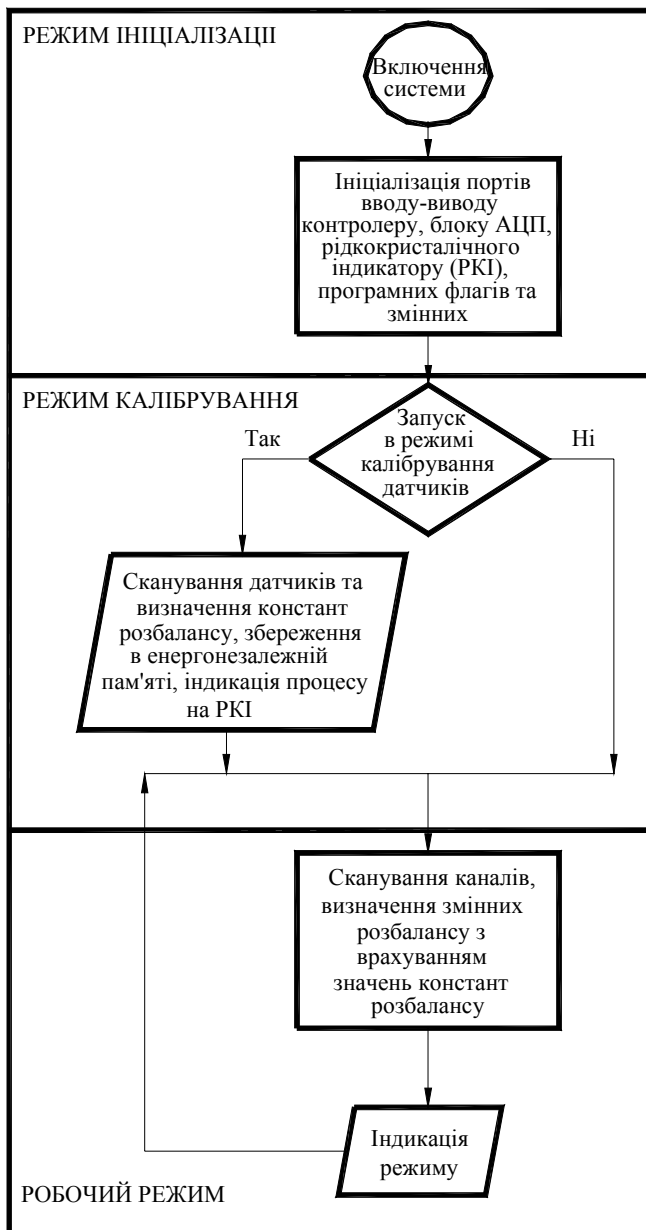 РЕЖИМ ІНІЦІАЛІЗАЦІІ
Включення
системи
Ініціалізація портів
вводу-виводу
контролеру, блоку АЦП,
рідкокристалічного
індикатору (РКІ),
програмних флагів та
змінних
РЕЖИМ КАЛІБРУВАННЯ
Запуск
в режимі
калібрування
датчиків
Так
Ні
Сканування датчиків та
визначення констант
розбалансу, збереження
в енергонезалежній
пам'яті, індикація процесу
на РКІ
Сканування каналів,
визначення змінних
розбалансу з
врахуванням
значень констант
розбалансу
Індикація
режиму
РОБОЧИЙ РЕЖИМ